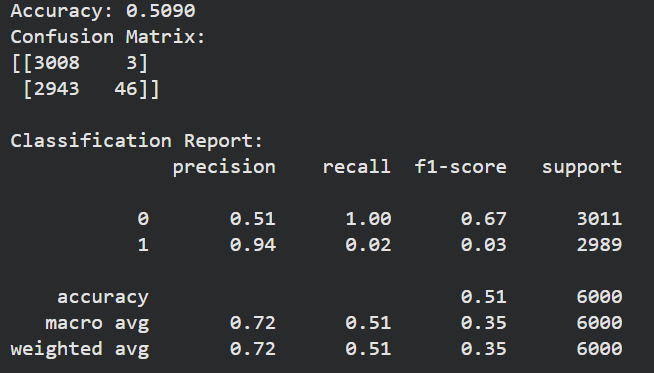 Accuracy: 0.5090
Confusion Matrix:
[[3008    3]
 [2943   46]]
Classification Report:
              precision    recall  f1-score   support
           0       0.51      1.00      0.67      3011
           1       0.94      0.02      0.03      2989
    accuracy                           0.51      6000
   macro avg       0.72      0.51      0.35      6000
weighted avg       0.72      0.51      0.35      6000